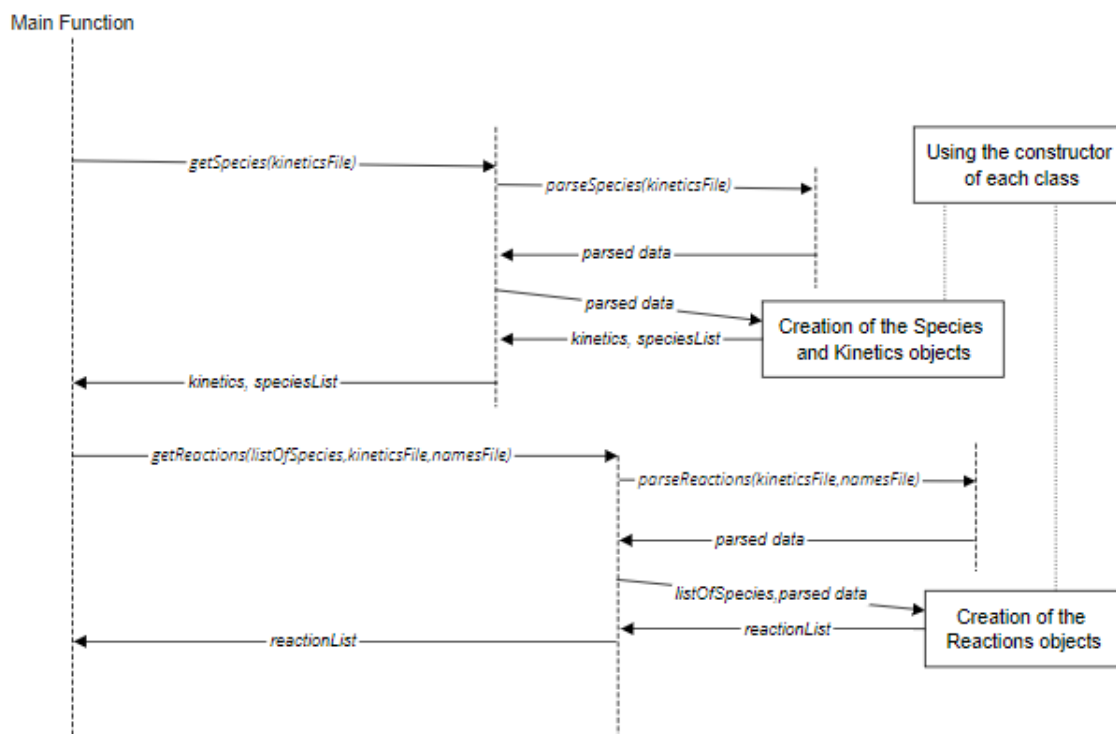 Main Function
getSpecies(kineticsFile)
Using the constructor
of each class
parseSpecies(kineticsFile)
parsed data
parsed data
Creation of the Species
and Kinetics objects
kinetics, speciesList
kinetics, speciesList
getReactions(listOfSpecies,kineticsFile,namesFile)
parseReactions(kineticsFile,namesFile)
parsed data
listOfSpecies,parsed data
Creation of the
Reactions objects
reactionList
reactionList